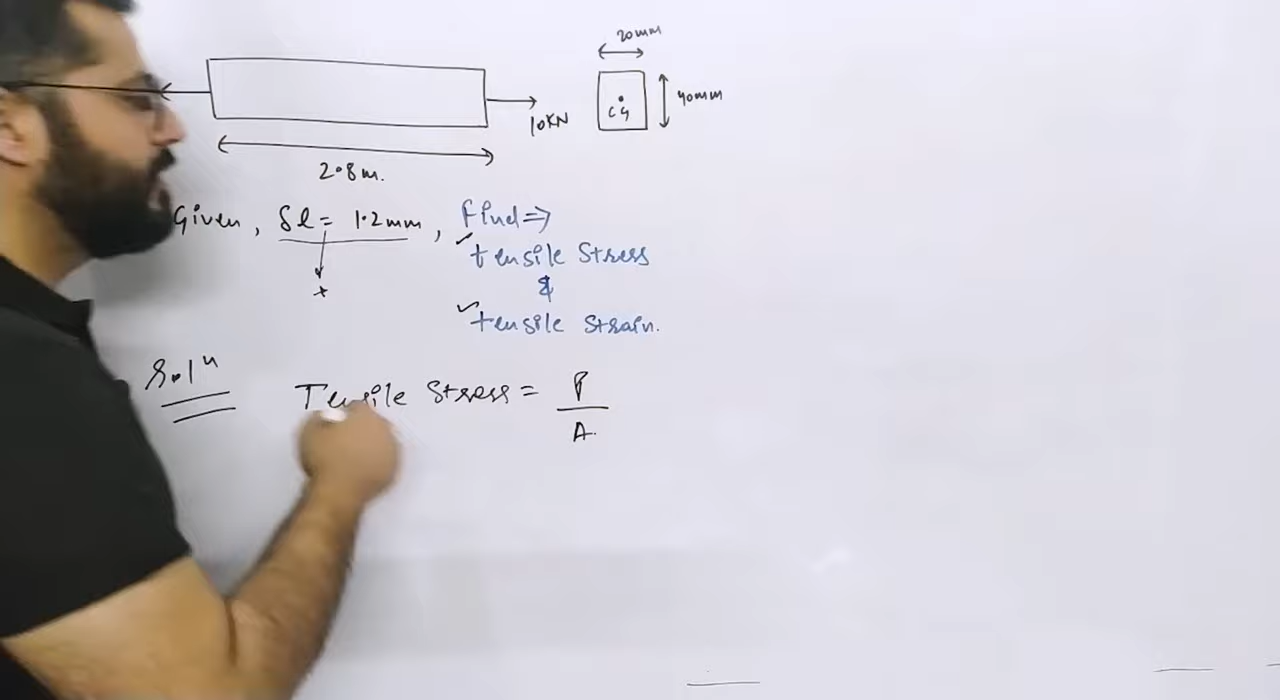 20mm
40mm
C.G
10KN
2.8m.
Given, δl = 1.2mm, Find ⇒
+
tensile Stress
&
tensile Strain.
Solⁿ
Tensile Stress = P
A.